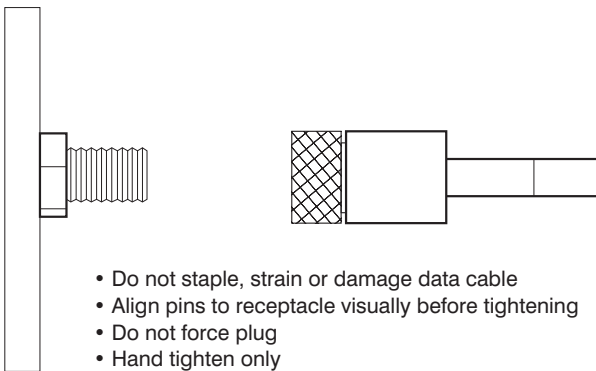 • Do not staple, strain or damage data cable
• Align pins to receptacle visually before tightening
• Do not force plug
• Hand tighten only